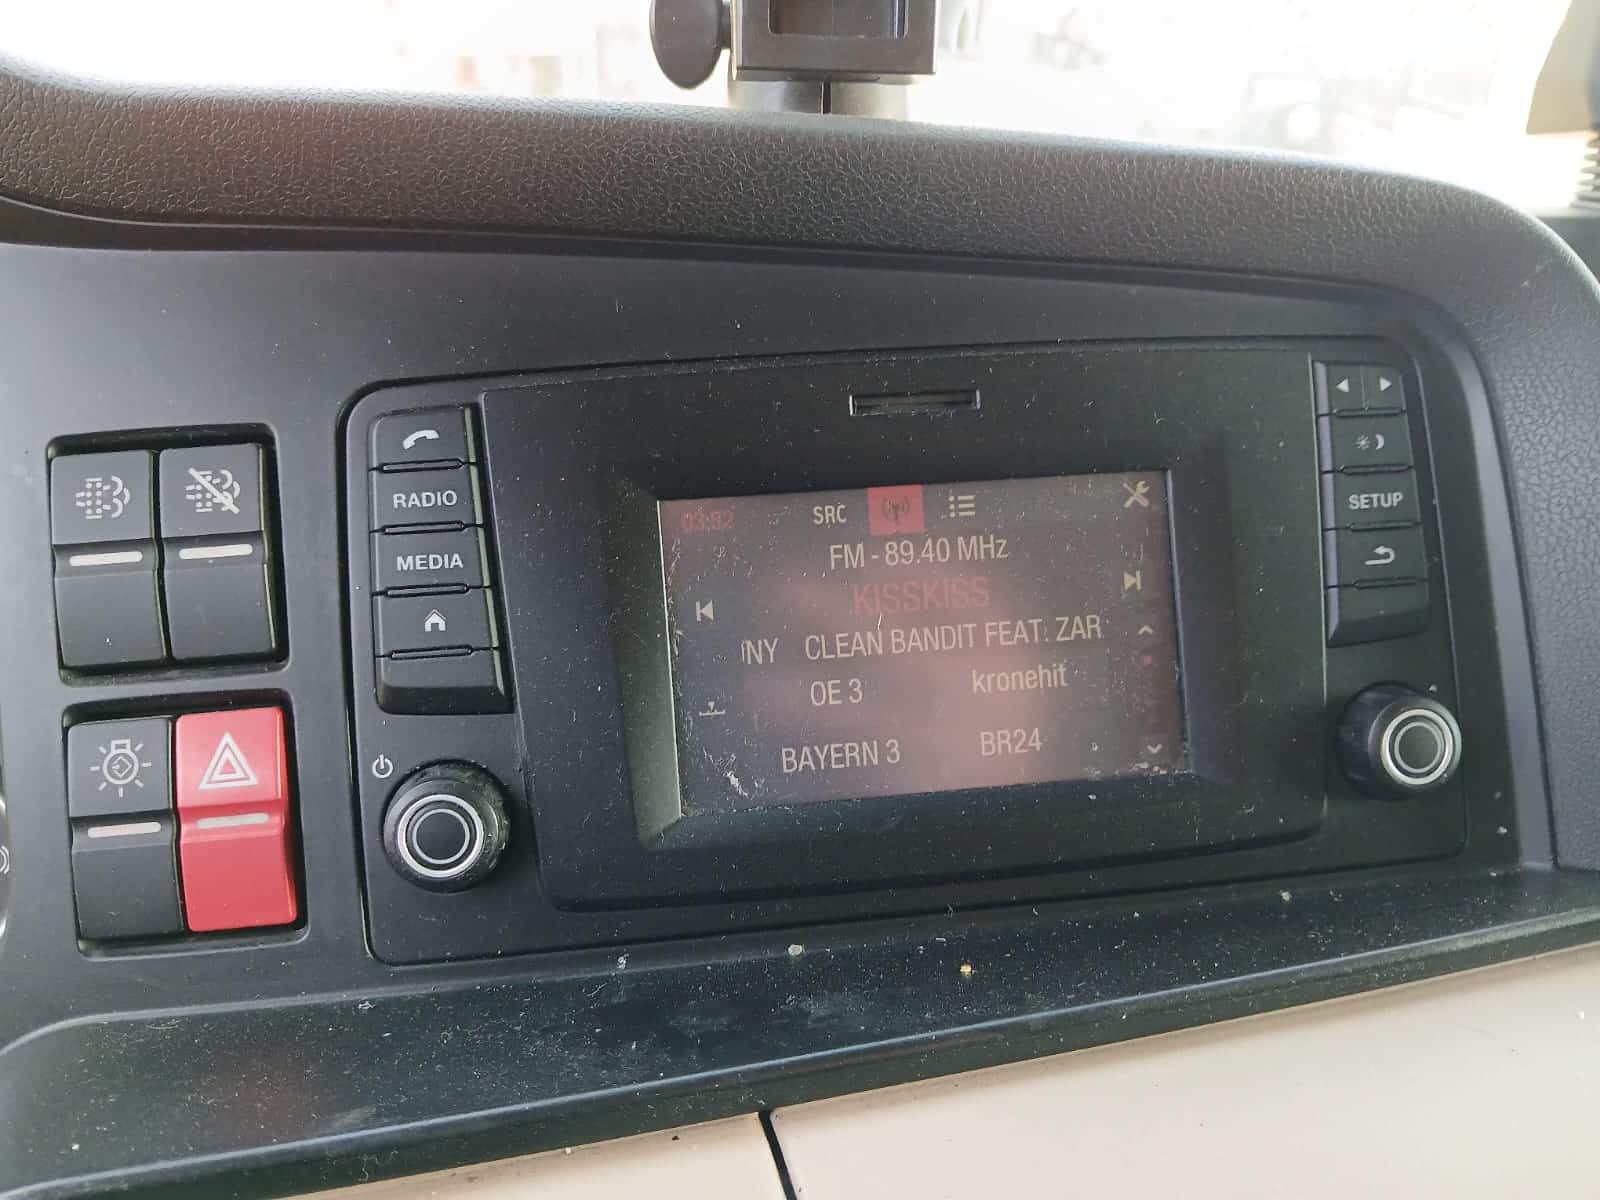 RADIO
MEDIA
SETUP
03:52
SRC
FM - 89.40 MHz
KISSKISS
NY CLEAN BANDIT FEAT. ZAR
OE 3 kronehit
BAYERN 3 BR24